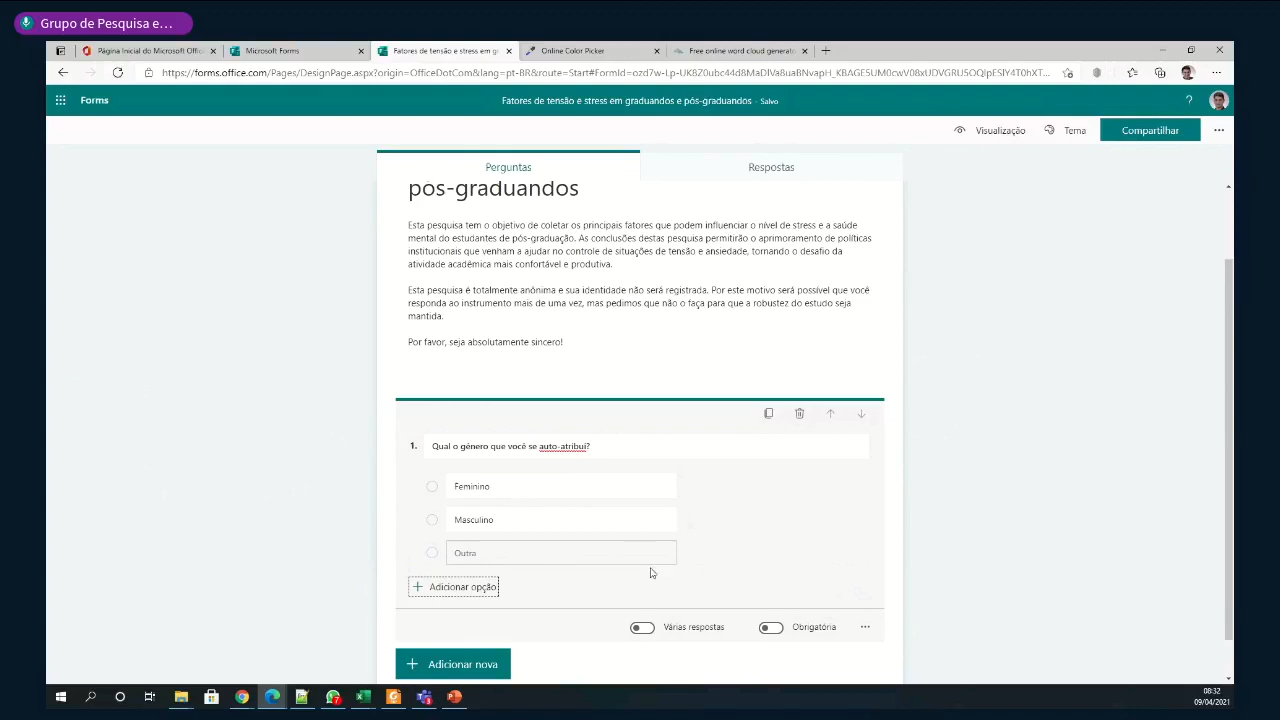 Grupo de Pesquisa e…
Página Inicial do Microsoft Offic
Microsoft Forms
Fatores de tensão e stress em gr
Online Color Picker
Free online word cloud generat
Forms
Fatores de tensão e stress em graduandos e pós-graduandos - Salvo
?
Visualização
Tema
Compartilhar
Perguntas
Respostas
pós-graduandos
Esta pesquisa tem o objetivo de coletar os principais fatores que podem influenciar o nível de stress e a saúde
mental do estudantes de pós-graduação. As conclusões destas pesquisa permitirão o aprimoramento de políticas
institucionais que venham a ajudar no controle de situações de tensão e ansiedade, tornando o desafio da
atividade acadêmica mais confortável e produtiva.
Esta pesquisa é totalmente anônima e sua identidade não será registrada. Por este motivo será possível que você
responda ao instrumento mais de uma vez, mas pedimos que não o faça para que a robustez do estudo seja
mantida.
Por favor, seja absolutamente sincero!
1. Qual o gênero que você se auto-atribui?
Feminino
Masculino
Outra
Adicionar opção
Várias respostas
Obrigatória
Adicionar nova
08:32
09/04/2021